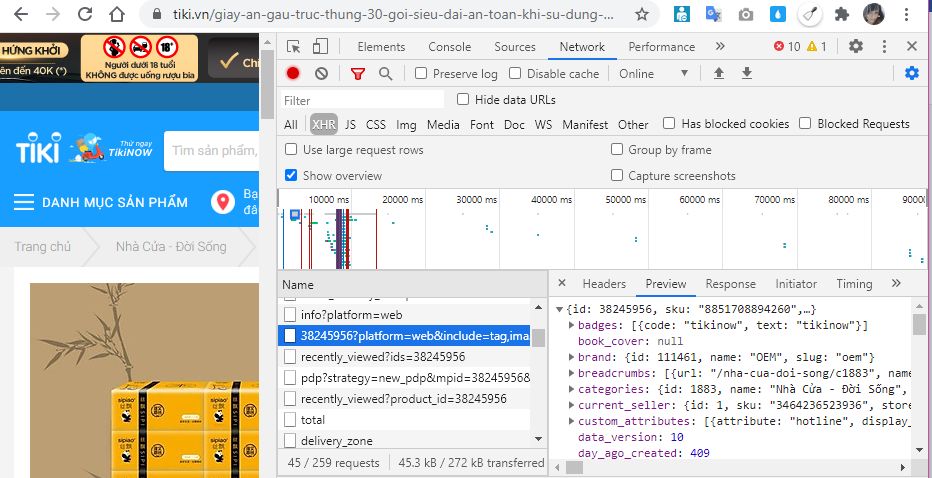 tiki.vn/giay-an-gau-truc-thung-30-goi-sieu-dai-an-toan-khi-su-dung-...
HỨNG KHỞI
Người dưới 18 tuổi
KHÔNG được uống rượu bia
18+
Elements Console Sources Network Performance » 10 1
Preserve log Disable cache Online
Filter Hide data URLs
All XHR JS CSS Img Media Font Doc WS Manifest Other Has blocked cookies Blocked Requests
TIKI Thứ ngay TikiNOW
Tìm sản phẩm,
Use large request rows Group by frame
Show overview Capture screenshots
DANH MỤC SẢN PHẨM
10000 ms 20000 ms 30000 ms 40000 ms 50000 ms 60000 ms 70000 ms 80000 ms
Trang chủ Nhà Cửa - Đời Sống
Name
Headers Preview Response Initiator Timing »
info?platform=web
38245956?platform=web&include=tag,ima
recently_viewed?ids=38245956
pdp?strategy=new_pdp&mpid=38245956&
recently_viewed?product_id=38245956
total
delivery_zone
45 / 259 requests 45.3 kB / 272 kB transferred
{id: 38245956, sku: "8851708894260",…}
badges: [{code: "tikinow", text: "tikinow"}]
book_cover: null
brand: {id: 111461, name: "OEM", slug: "oem"}
breadcrumbs: [{url: "/nha-cua-doi-song/c1883", name
categories: {id: 1883, name: "Nhà Cửa - Đời Sống",
current_seller: {id: 1, sku: "3464236523936", store
custom_attributes: [{attribute: "hotline", display_
data_version: 10
day_ago_created: 409
sipiao